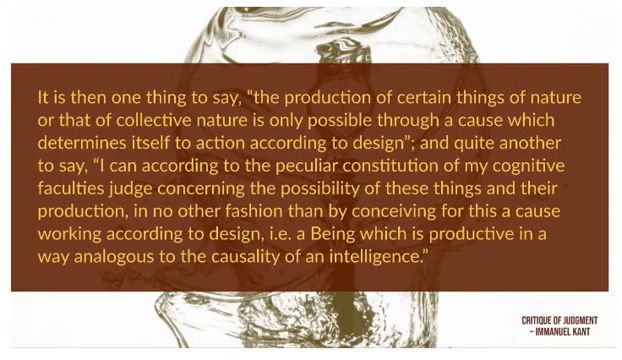 It is then one thing to say, “the production of certain things of nature
or that of collective nature is only possible through a cause which
determines itself to action according to design”; and quite another
to say, “I can according to the peculiar constitution of my cognitive
faculties judge concerning the possibility of these things and their
production, in no other fashion than by conceiving for this a cause
working according to design, i.e. a Being which is productive in a
way analogous to the causality of an intelligence.”
CRITIQUE OF JUDGMENT
– IMMANUEL KANT